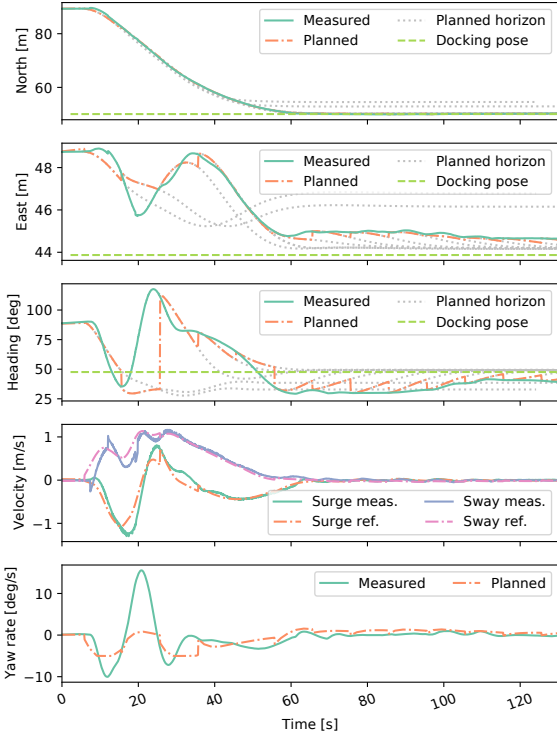 North [m]
80
60
Measured
Planned
Planned horizon
Docking pose
East [m]
48
46
44
Measured
Planned
Planned horizon
Docking pose
Heading [deg]
100
75
50
25
Measured
Planned
Planned horizon
Docking pose
Velocity [m/s]
1
0
−1
Surge meas.
Surge ref.
Sway meas.
Sway ref.
Yaw rate [deg/s]
10
0
−10
Measured
Planned
0 20 40 60 80 100 120
Time [s]